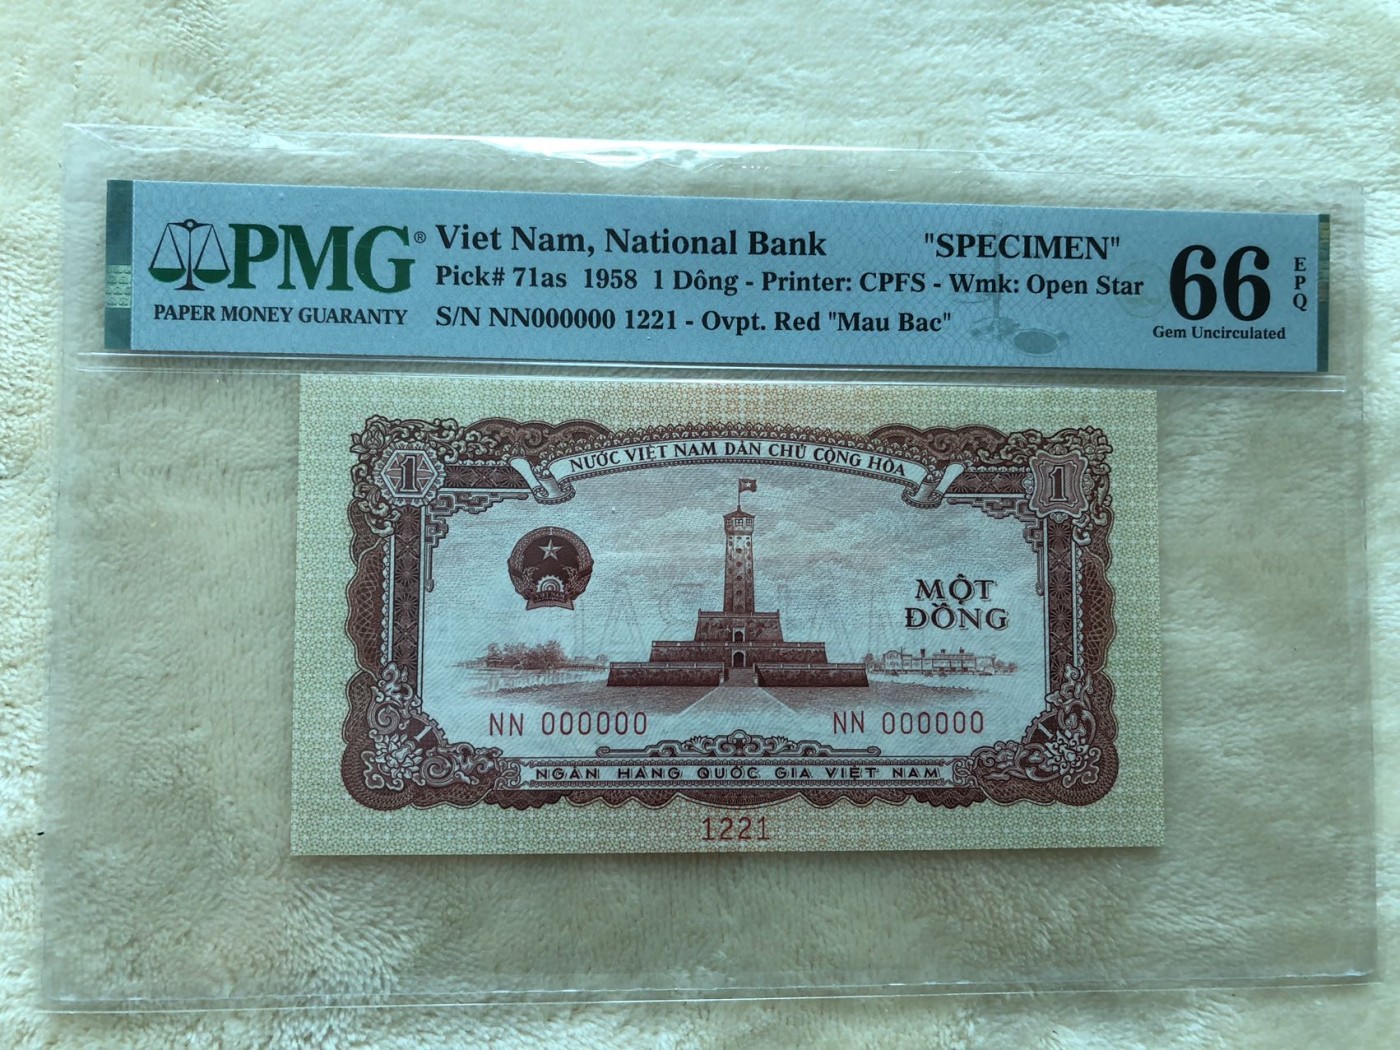 PMG®
PAPER MONEY GUARANTY
Viet Nam, National Bank "SPECIMEN"
Pick# 71as 1958 1 Dông - Printer: CPFS - Wmk: Open Star
S/N NN000000 1221 - Ovpt. Red "Mau Bac"
66
Gem Uncirculated
EPQ
NƯỚC VIỆT NAM DÂN CHỦ CỘNG HÒA
1
1
MỘT
ĐỒNG
NN 000000
NN 000000
1
1
NGÂN HÀNG QUỐC GIA VIỆT NAM
1221